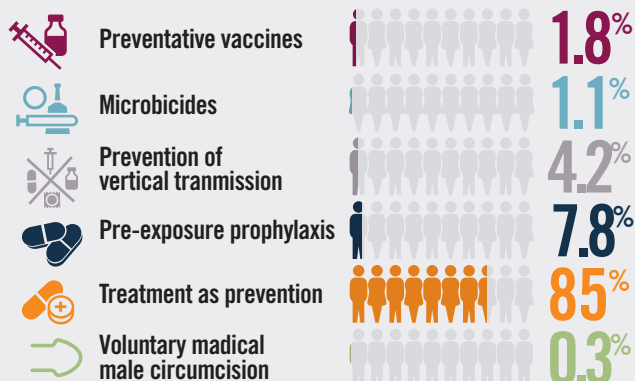 Preventative vaccines 1.8%
Microbicides 1.1%
Prevention of
vertical tranmission 4.2%
Pre-exposure prophylaxis 7.8%
Treatment as prevention 85%
Voluntary madical
male circumcision 0.3%